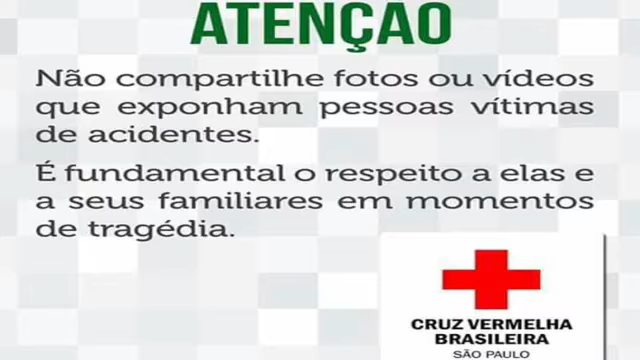 ATENÇÃO
Não compartilhe fotos ou vídeos
que exponham pessoas vítimas
de acidentes.
É fundamental o respeito a elas e
a seus familiares em momentos
de tragédia.
CRUZ VERMELHA
BRASILEIRA
SÃO PAULO